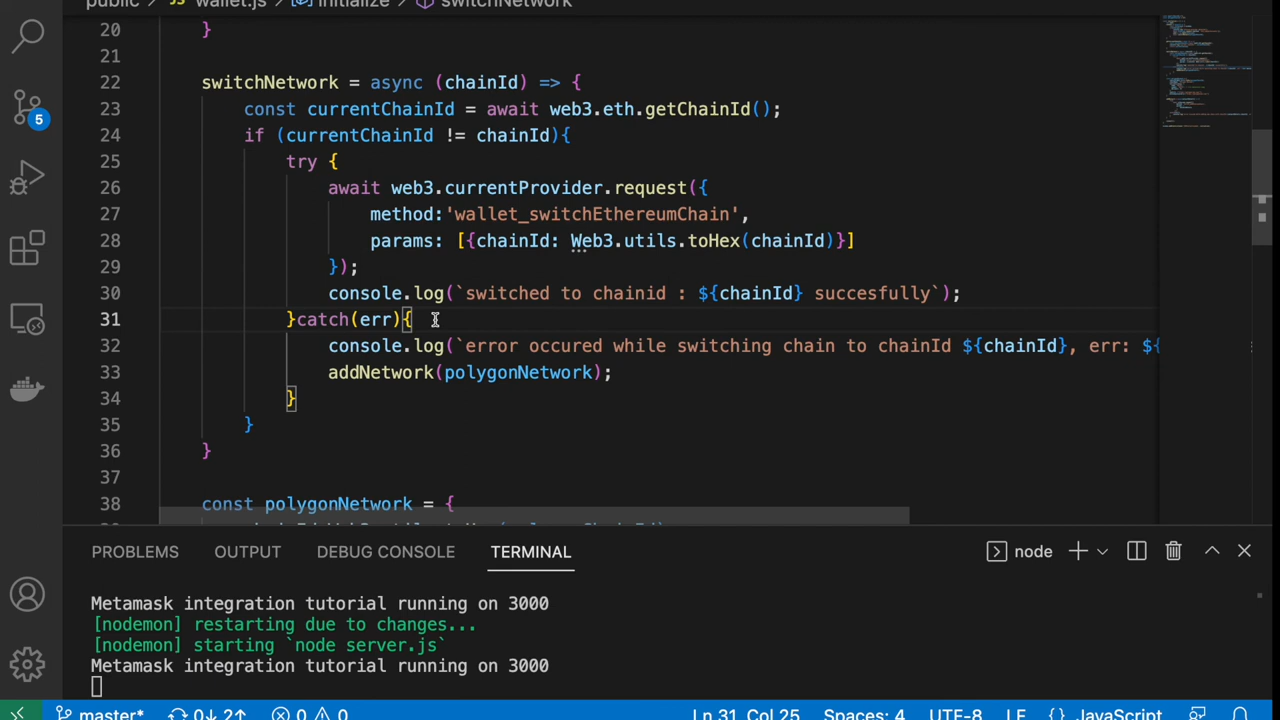 public > wallet.js > initialize > switchNetwork
20 }
21
22 switchNetwork = async (chainId) => {
23 const currentChainId = await web3.eth.getChainId();
24 if (currentChainId != chainId){
25 try {
26 await web3.currentProvider.request({
27 method:'wallet_switchEthereumChain',
28 params: [{chainId: Web3.utils.toHex(chainId)}]
29 });
30 console.log(`switched to chainid : ${chainId} succesfully`);
31 }catch(err){
32 console.log(`error occured while switching chain to chainId ${chainId}, err: ${
33 addNetwork(polygonNetwork);
34 }
35 }
36 }
37
38 const polygonNetwork = {
5
PROBLEMS OUTPUT DEBUG CONSOLE TERMINAL node
Metamask integration tutorial running on 3000
[nodemon] restarting due to changes...
[nodemon] starting `node server.js`
Metamask integration tutorial running on 3000
master* 0↓ 2↑ 0 0 Ln 31, Col 25 Spaces: 4 UTF-8 LF {} JavaScript